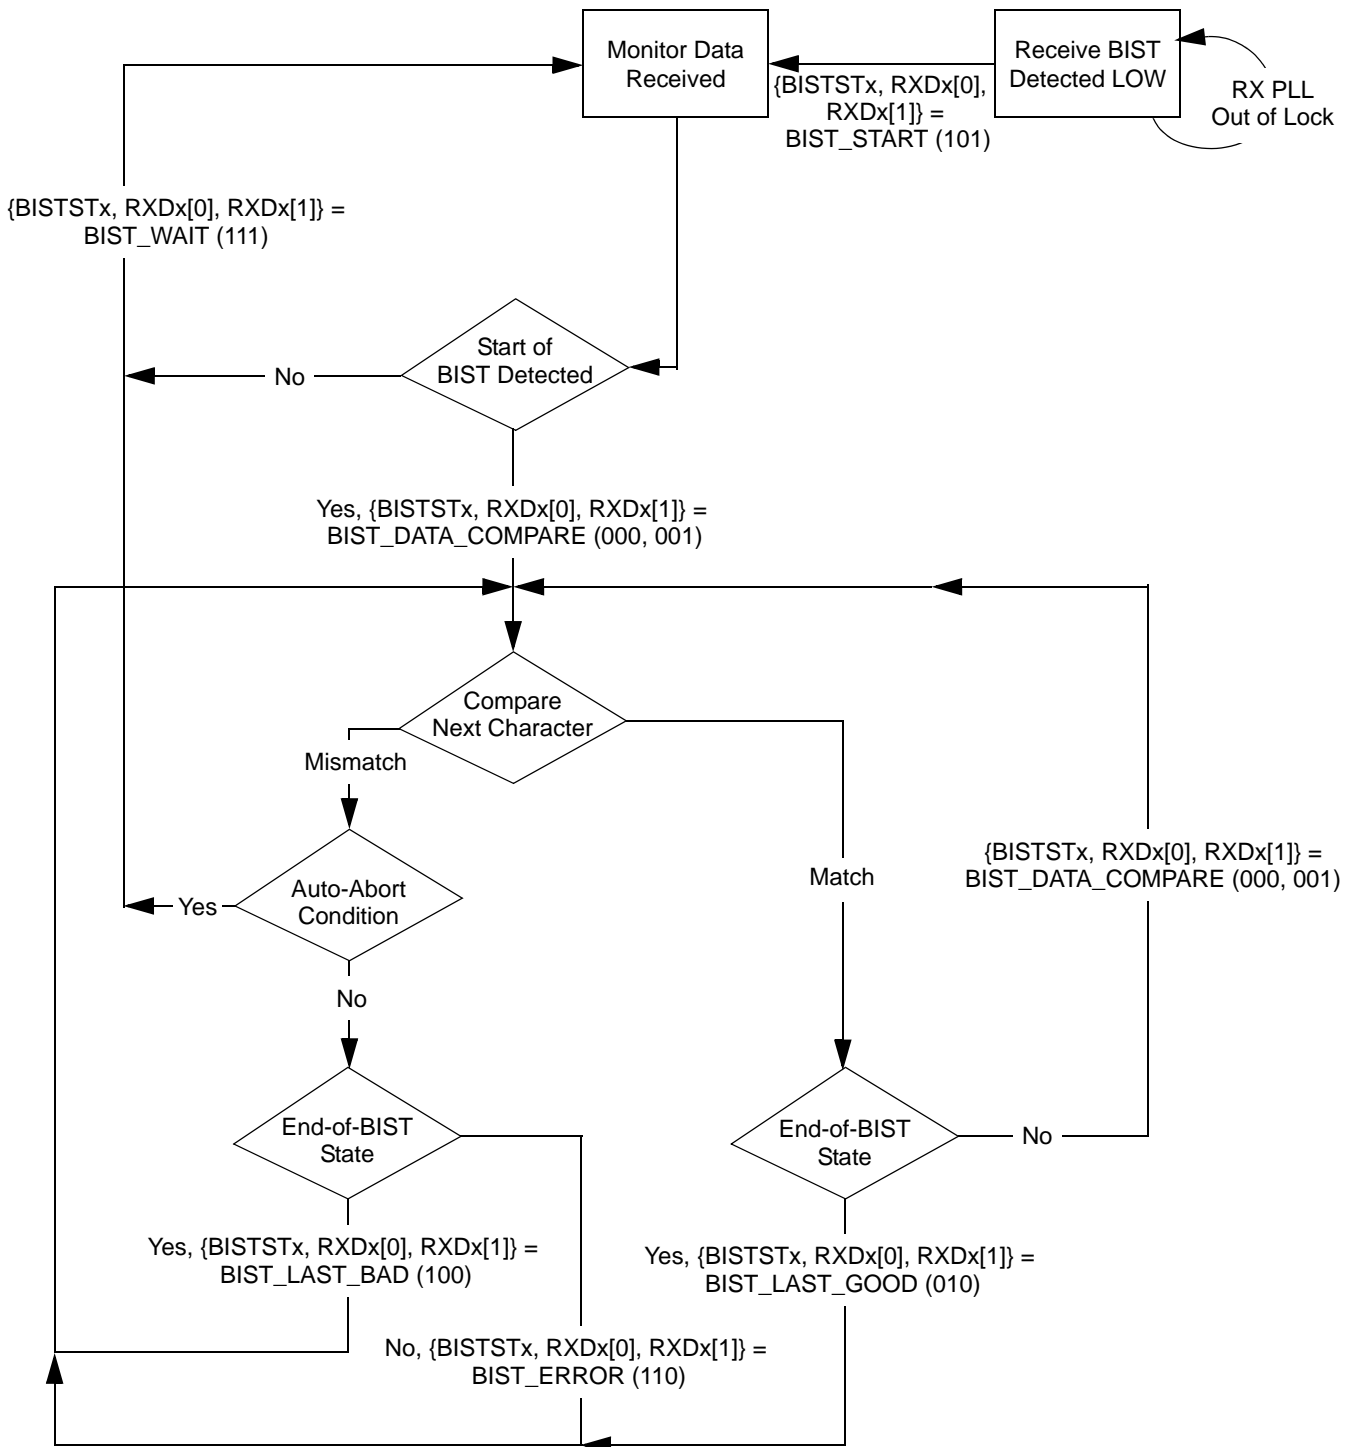 Monitor Data
Received
Receive BIST
Detected LOW
RX PLL
Out of Lock
{BISTSTx, RXDx[0],
RXDx[1]} =
BIST_START (101)
{BISTSTx, RXDx[0], RXDx[1]} =
BIST_WAIT (111)
Start of
BIST Detected
No
Yes, {BISTSTx, RXDx[0], RXDx[1]} =
BIST_DATA_COMPARE (000, 001)
Compare
Next Character
Mismatch
Auto-Abort
Condition
Yes
Match
{BISTSTx, RXDx[0], RXDx[1]} =
BIST_DATA_COMPARE (000, 001)
No
End-of-BIST
State
End-of-BIST
State
No
Yes, {BISTSTx, RXDx[0], RXDx[1]} =
BIST_LAST_BAD (100)
Yes, {BISTSTx, RXDx[0], RXDx[1]} =
BIST_LAST_GOOD (010)
No, {BISTSTx, RXDx[0], RXDx[1]} =
BIST_ERROR (110)